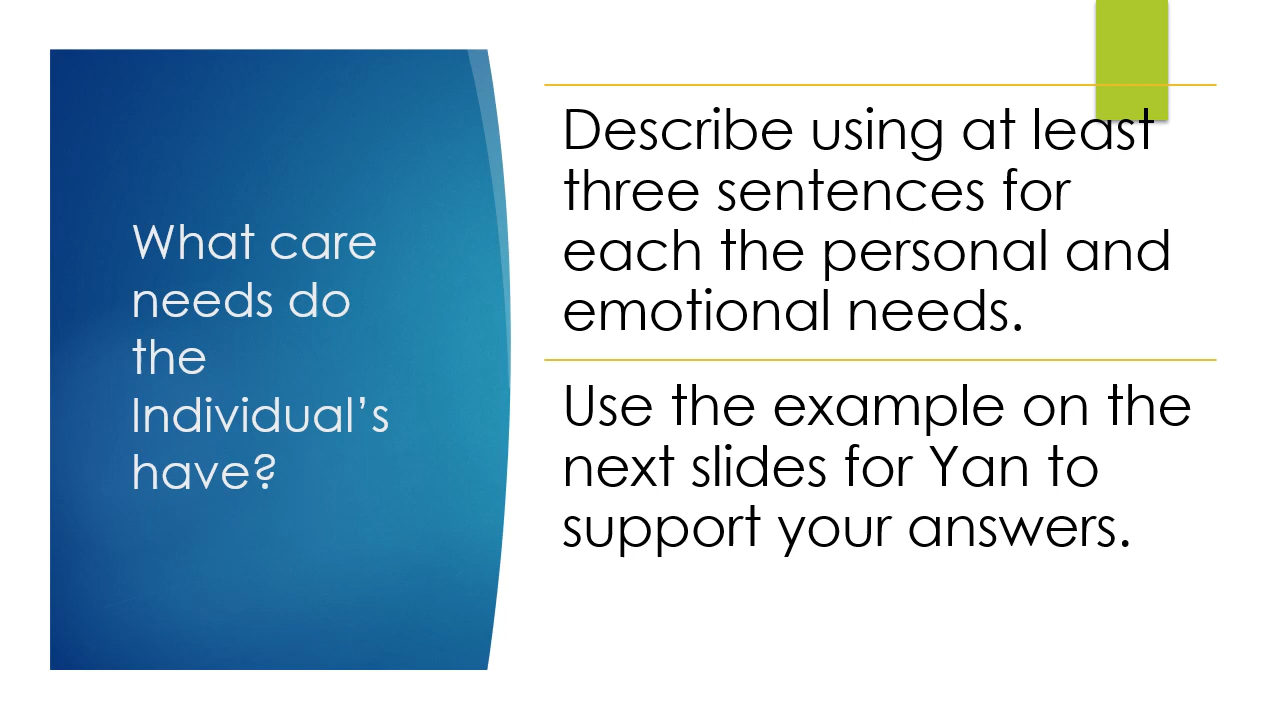 What care
needs do
the
Individual’s
have?
Describe using at least
three sentences for
each the personal and
emotional needs.
Use the example on the
next slides for Yan to
support your answers.